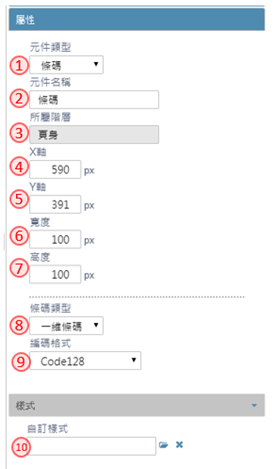 屬性
元件類型
1 條碼
元件名稱
2 條碼
所屬階層
3 頁身
X軸
4 590 px
Y軸
5 391 px
寬度
6 100 px
高度
7 100 px
條碼類型
8 一維條碼
編碼格式
9 Code128
樣式
自訂樣式
10